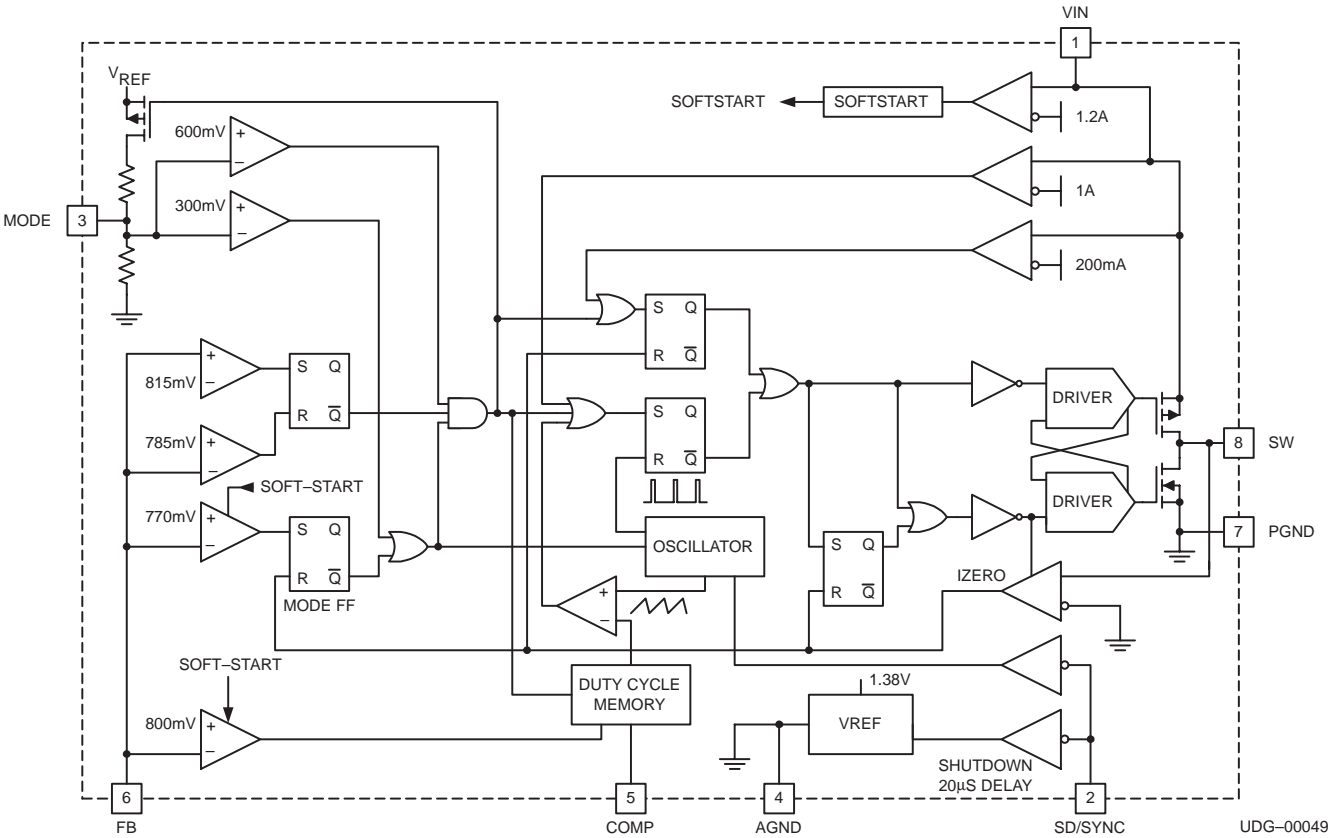 VIN
1
VREF
SOFTSTART
SOFTSTART
+
1.2A
600mV
–
1A
+
300mV
–
MODE
3
200mA
S Q
R Q̅
+
815mV
–
S Q
R Q̅
+
785mV
–
S Q
R Q̅
DRIVER
8
SW
SOFT–START
770mV
+
–
S Q
R Q̅
MODE FF
OSCILLATOR
S Q
R Q̅
DRIVER
7
PGND
IZERO
+
–
SOFT–START
DUTY CYCLE
MEMORY
1.38V
VREF
800mV
+
–
SHUTDOWN
20µS DELAY
6
5
4
2
FB
COMP
AGND
SD/SYNC
UDG–00049